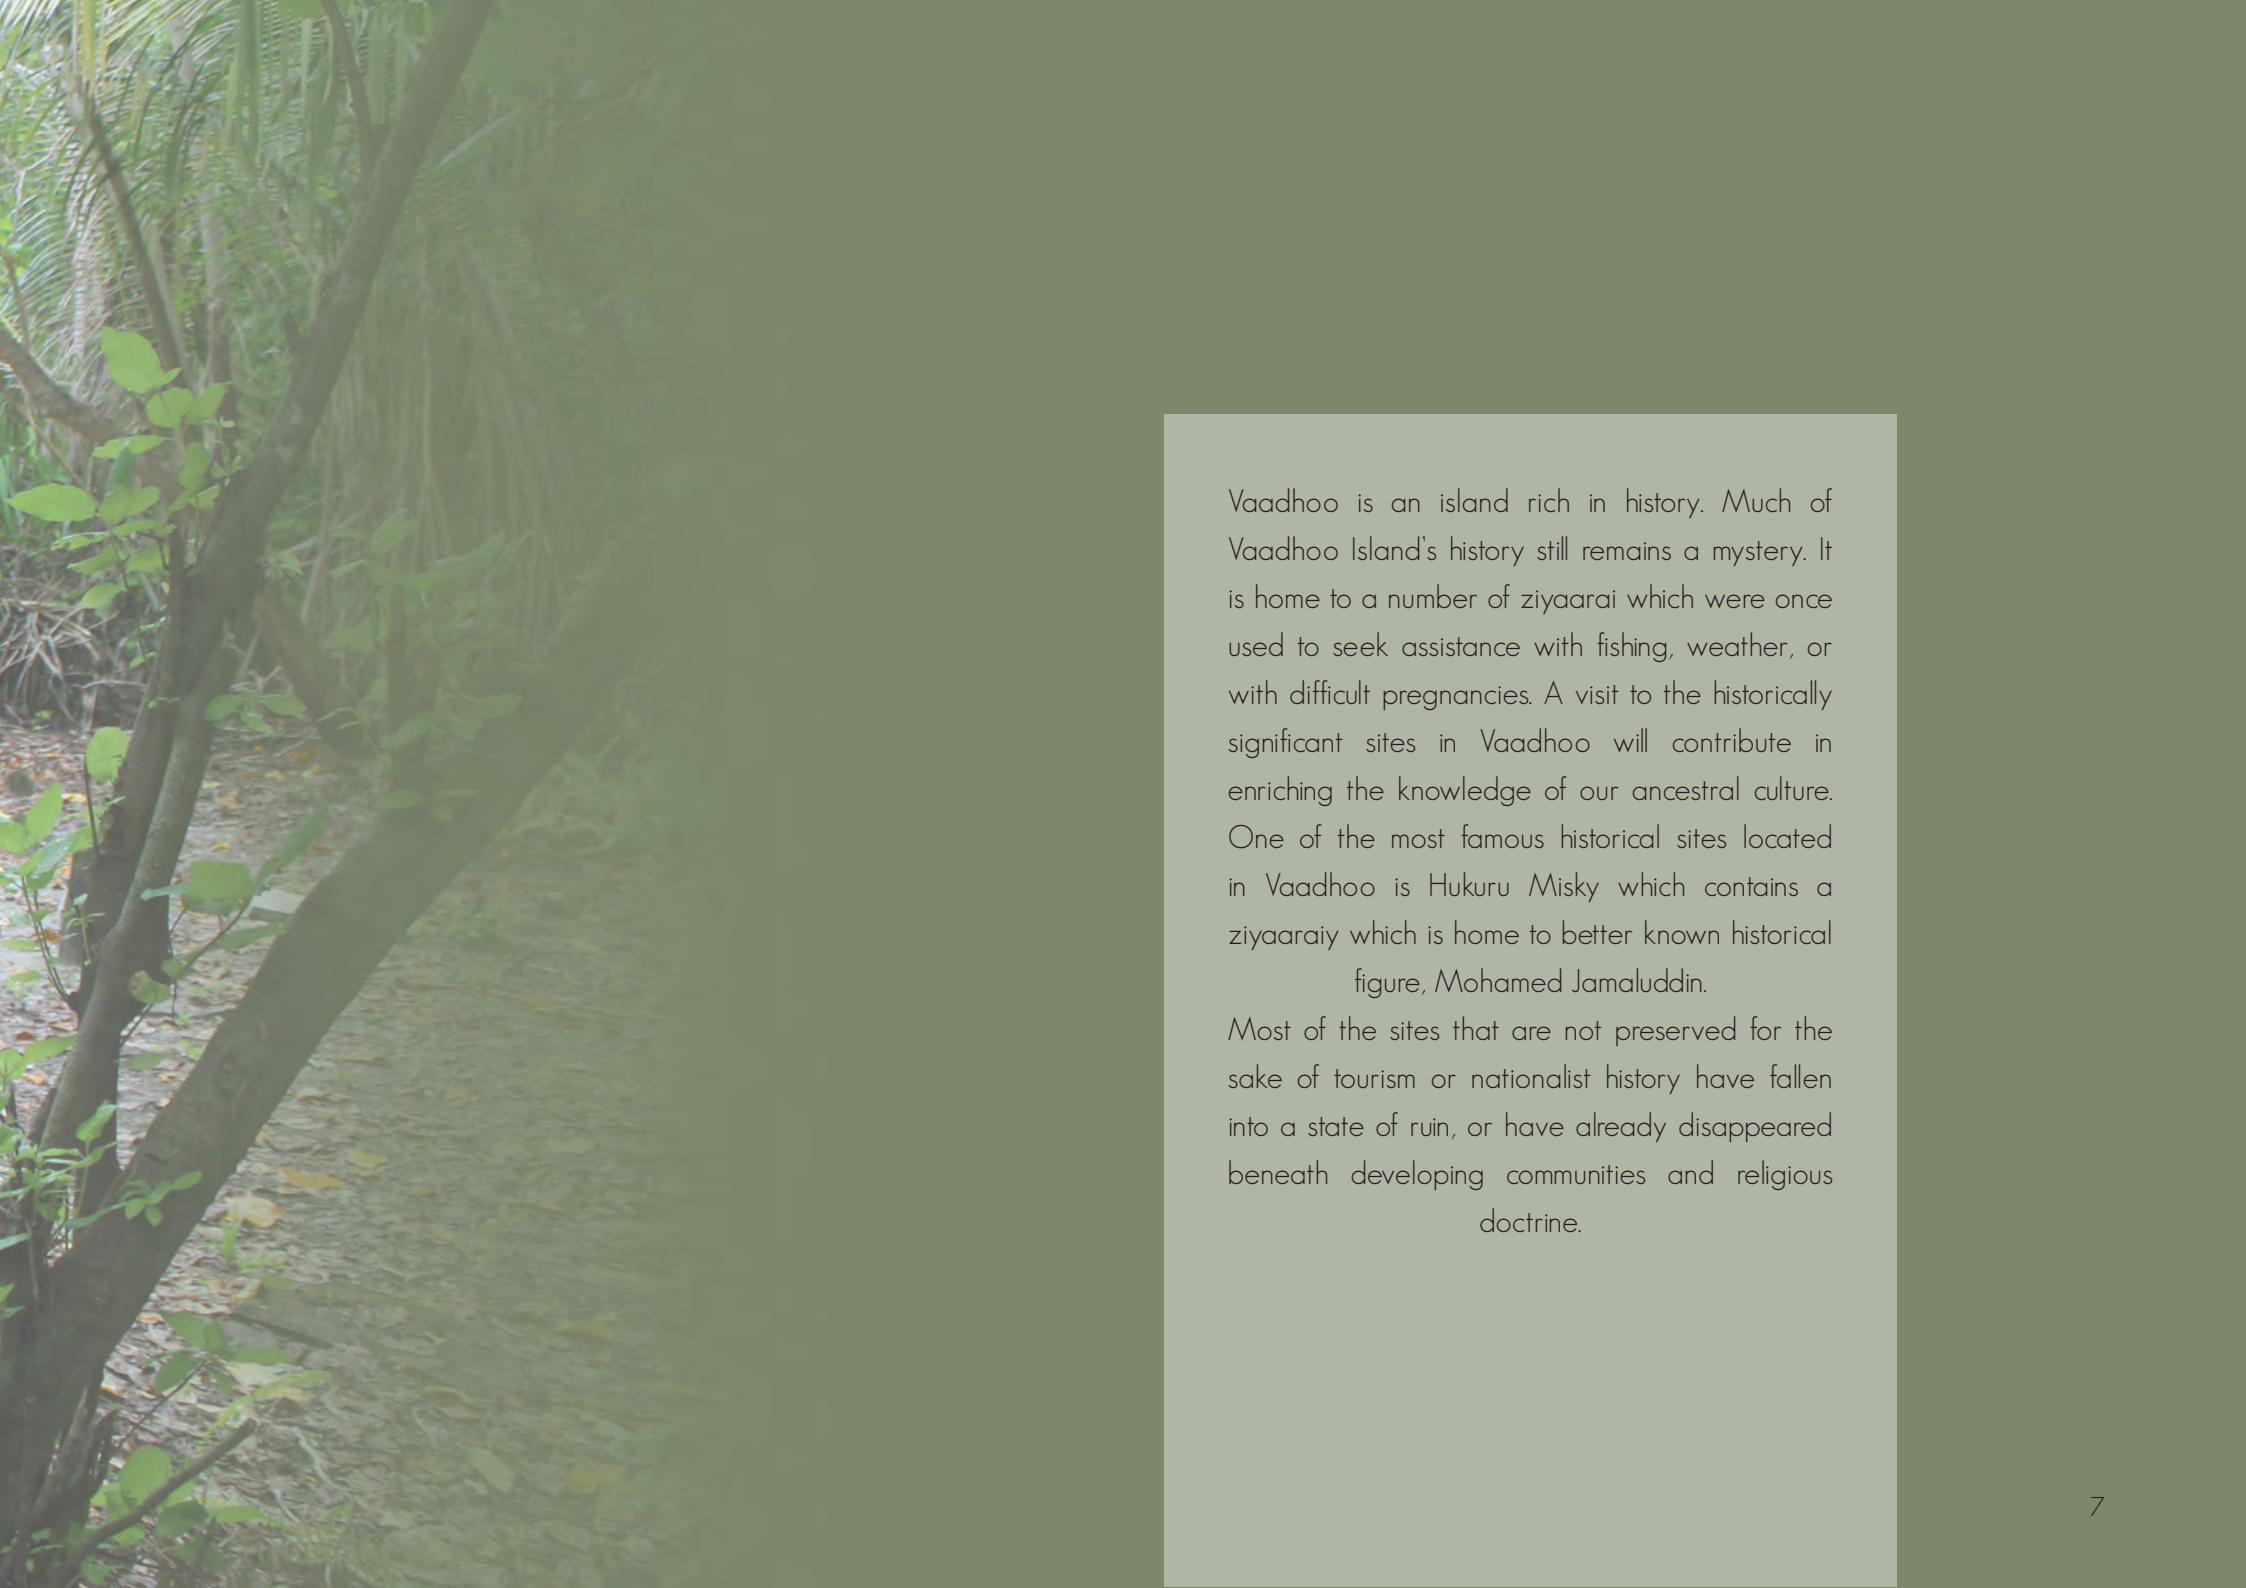 Vaadhoo is an island rich in history. Much of
Vaadhoo Island's history still remains a mystery. It
is home to a number of ziyaarai which were once
used to seek assistance with fishing, weather, or
with difficult pregnancies. A visit to the historically
significant sites in Vaadhoo will contribute in
enriching the knowledge of our ancestral culture.
One of the most famous historical sites located
in Vaadhoo is Hukuru Misky which contains a
ziyaaraiy which is home to better known historical
figure, Mohamed Jamaluddin.
Most of the sites that are not preserved for the
sake of tourism or nationalist history have fallen
into a state of ruin, or have already disappeared
beneath developing communities and religious
doctrine.
7